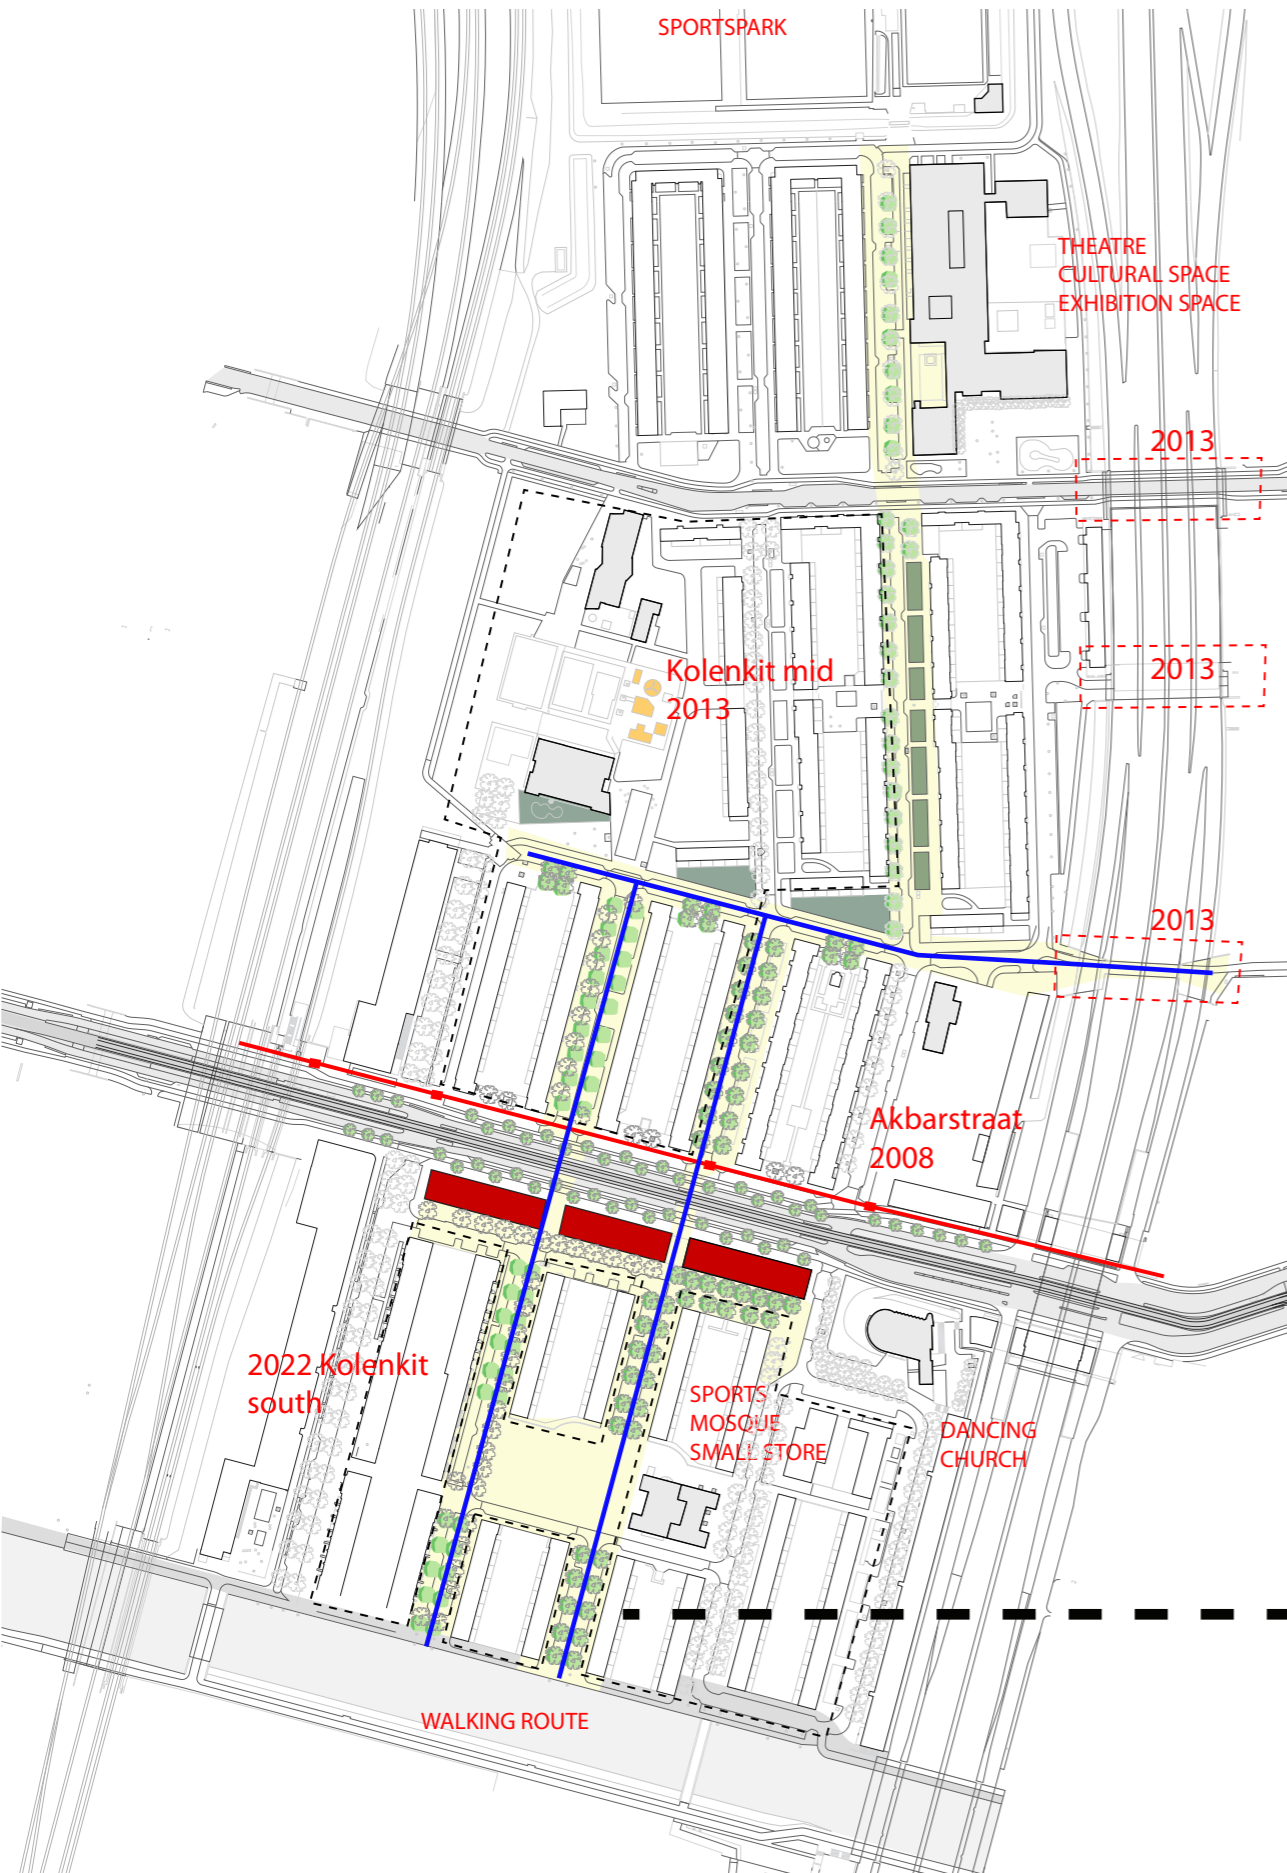 SPORTSPARK
THEATRE
CULTURAL SPACE
EXHIBITION SPACE
2013
Kolenkit mid
2013
2013
2013
Akbarstraat
2008
2022 Kolenkit
south
SPORTS
MOSQUE
SMALL STORE
DANCING
CHURCH
WALKING ROUTE